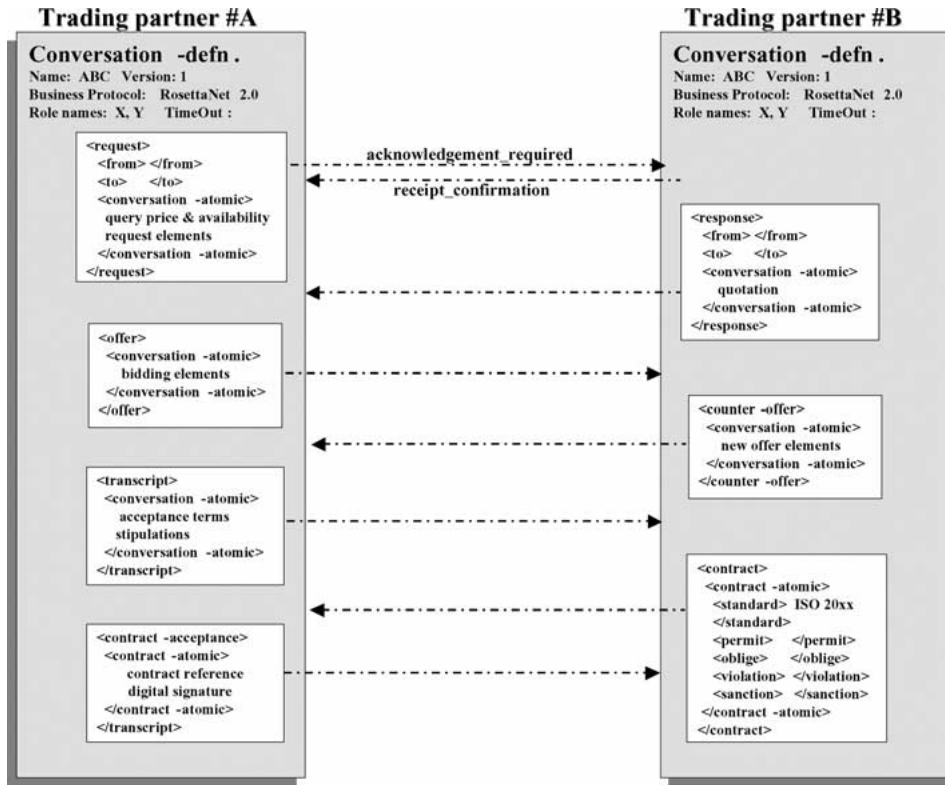 Trading partner #A
Conversation -defn .
Name: ABC Version: 1
Business Protocol: RosettaNet 2.0
Role names: X, Y TimeOut :
<request>
<from> </from>
<to> </to>
<conversation -atomic>
query price & availability
request elements
</conversation -atomic>
</request>
<offer>
<conversation -atomic>
bidding elements
</conversation -atomic>
</offer>
<transcript>
<conversation -atomic>
acceptance terms
stipulations
</conversation -atomic>
</transcript>
<contract -acceptance>
<contract -atomic>
contract reference
digital signature
</contract -atomic>
</transcript>
acknowledgement_required
receipt_confirmation
Trading partner #B
Conversation -defn .
Name: ABC Version: 1
Business Protocol: RosettaNet 2.0
Role names: X, Y TimeOut :
<response>
<from> </from>
<to> </to>
<conversation -atomic>
quotation
</conversation -atomic>
</response>
<counter -offer>
<conversation -atomic>
new offer elements
</conversation -atomic>
</counter -offer>
<contract>
<contract -atomic>
<standard> ISO 20xx
</standard>
<permit> </permit>
<oblige> </oblige>
<violation> </violation>
<sanction> </sanction>
</contract -atomic>
</contract>